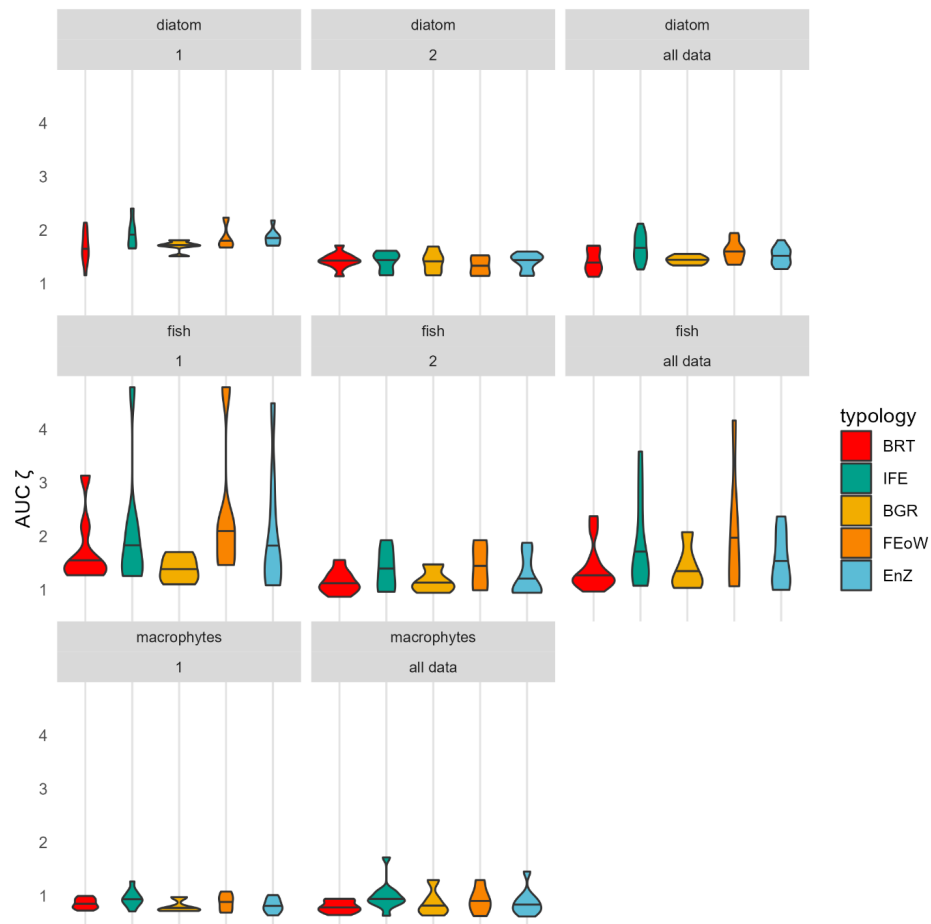 diatom
1
diatom
2
diatom
all data
4
3
2
1
fish
1
fish
2
fish
all data
4
3
2
1
AUC ζ
macrophytes
1
macrophytes
all data
4
3
2
1
typology
BRT
IFE
BGR
FEoW
EnZ